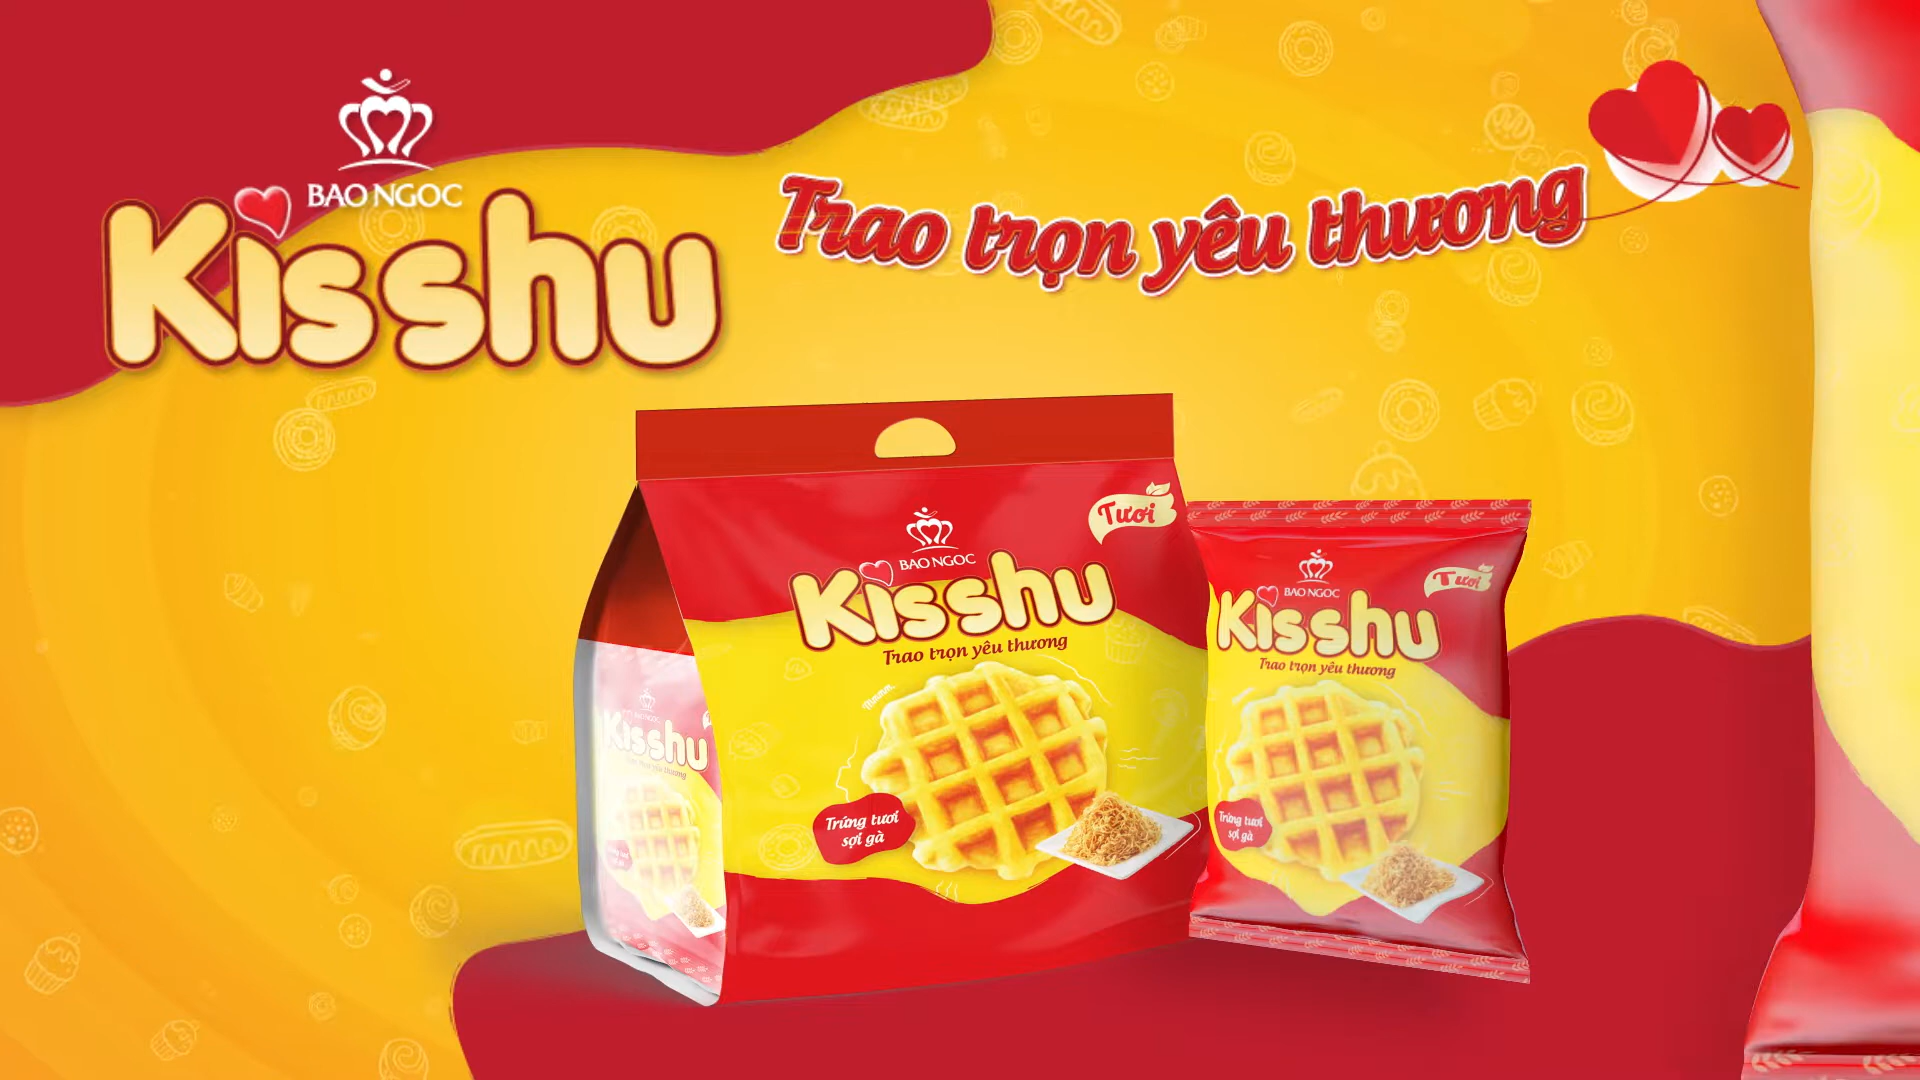 BAO NGOC
Kisshu
Trao trọn yêu thương
Tươi
BAO NGOC
Kisshu
Trao trọn yêu thương
Trứng tươi
sợi gà
Tươi
BAO NGOC
Kisshu
Trao trọn yêu thương
Trứng tươi
sợi gà
Kisshu